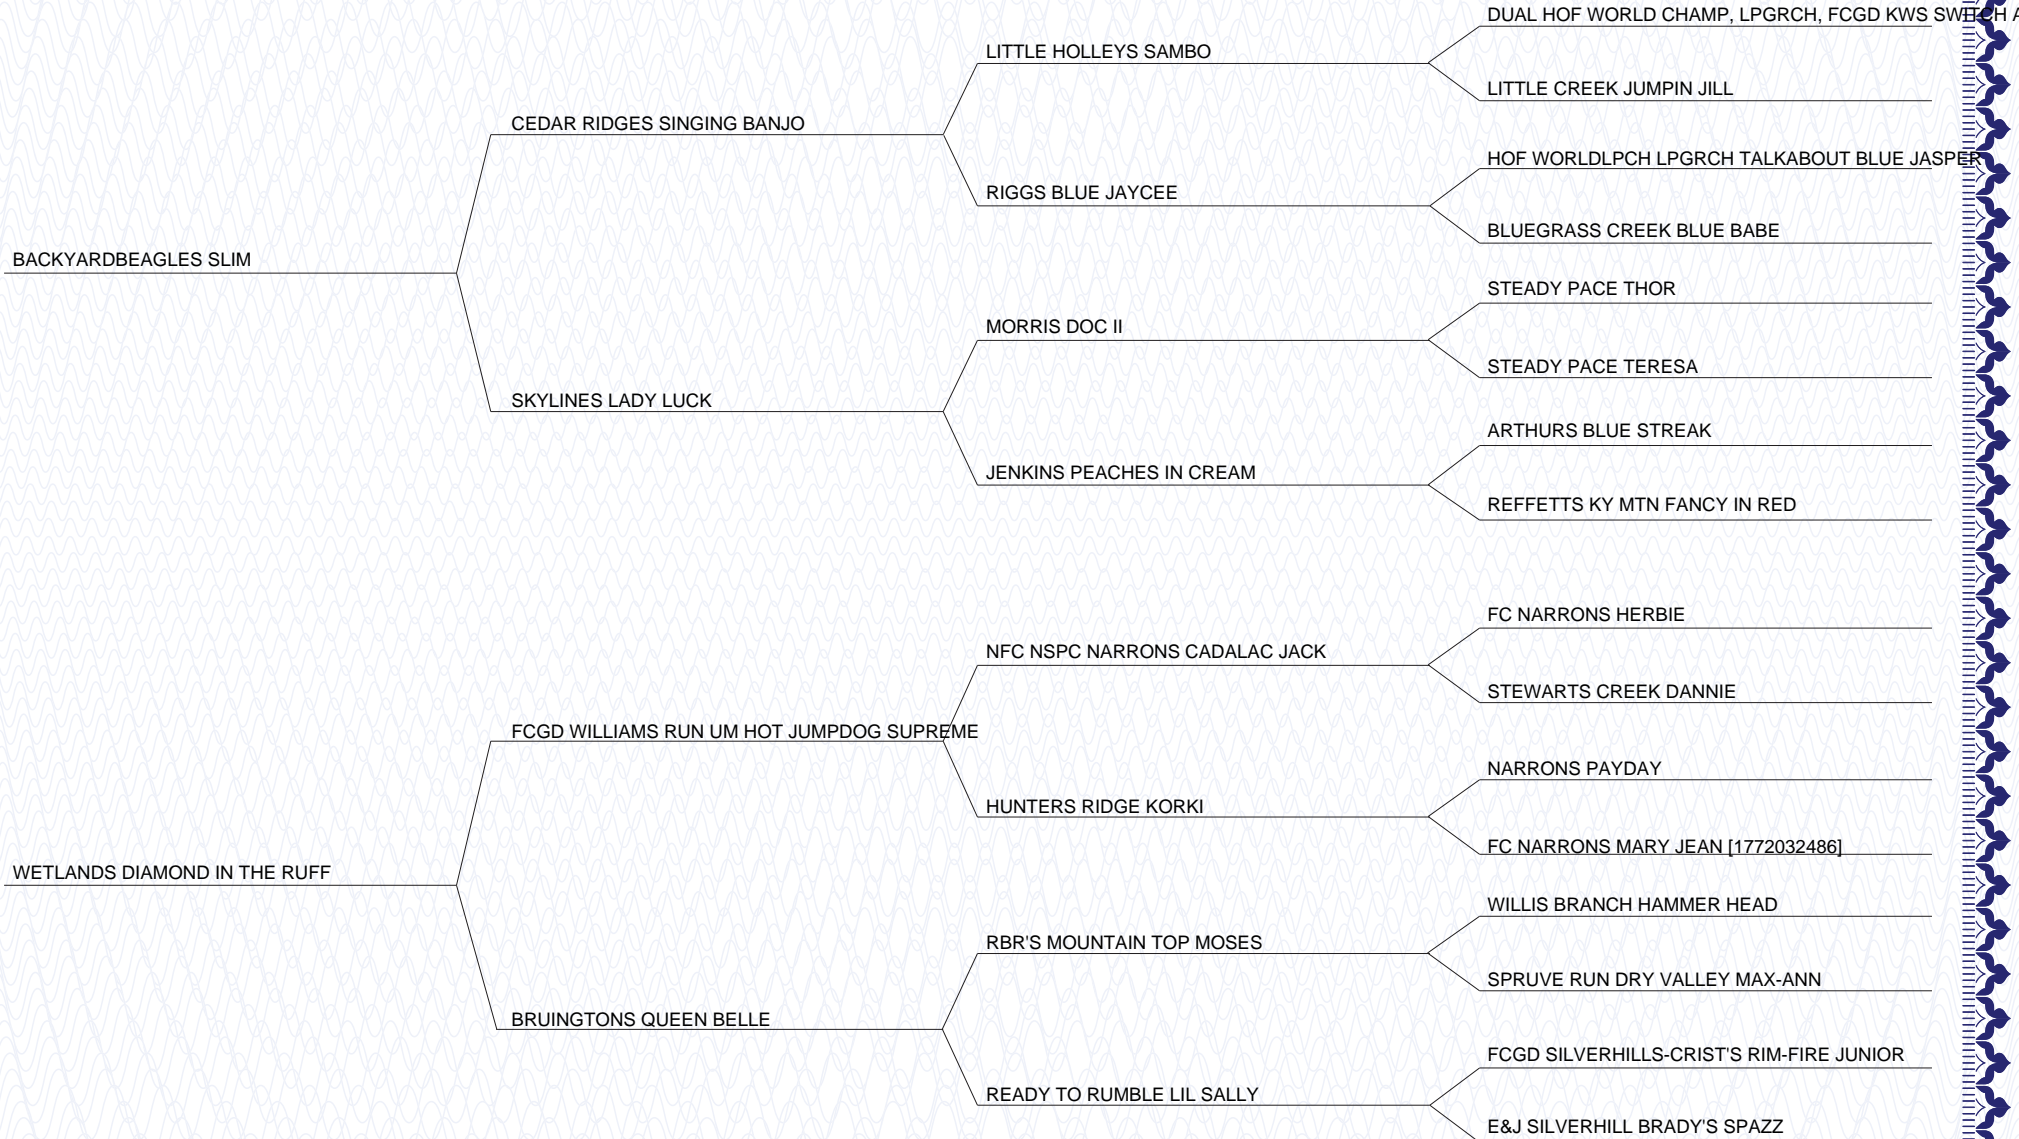 DUAL HOF WORLD CHAMP, LPGRCH, FCGD KWS SWITCH A
LITTLE HOLLEYS SAMBO
LITTLE CREEK JUMPIN JILL
CEDAR RIDGES SINGING BANJO
HOF WORLDLPCH LPGRCH TALKABOUT BLUE JASPER
RIGGS BLUE JAYCEE
BLUEGRASS CREEK BLUE BABE
BACKYARDBEAGLES SLIM
STEADY PACE THOR
MORRIS DOC II
STEADY PACE TERESA
SKYLINES LADY LUCK
ARTHURS BLUE STREAK
JENKINS PEACHES IN CREAM
REFFETTS KY MTN FANCY IN RED
FC NARRONS HERBIE
NFC NSPC NARRONS CADALAC JACK
STEWARTS CREEK DANNIE
FCGD WILLIAMS RUN UM HOT JUMPDOG SUPREME
NARRONS PAYDAY
HUNTERS RIDGE KORKI
FC NARRONS MARY JEAN [1772032486]
WETLANDS DIAMOND IN THE RUFF
WILLIS BRANCH HAMMER HEAD
RBR'S MOUNTAIN TOP MOSES
SPRUVE RUN DRY VALLEY MAX-ANN
BRUINGTONS QUEEN BELLE
FCGD SILVERHILLS-CRIST'S RIM-FIRE JUNIOR
READY TO RUMBLE LIL SALLY
E&J SILVERHILL BRADY'S SPAZZ